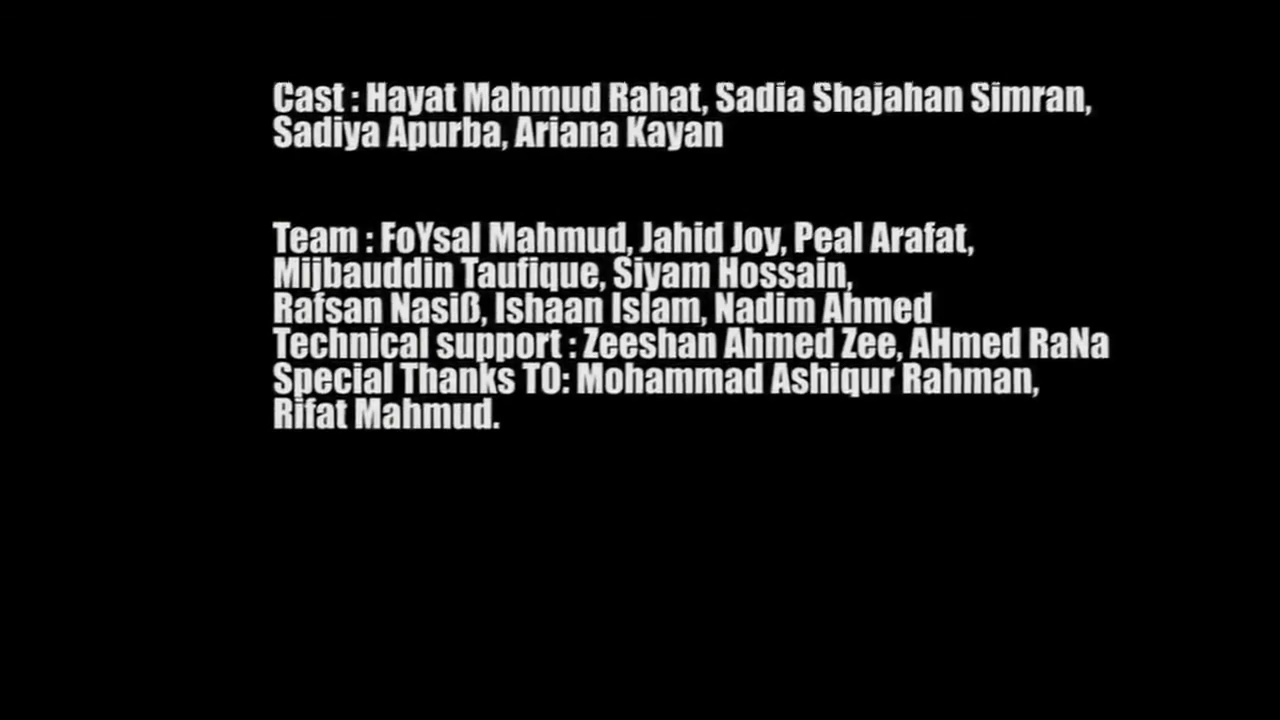 Cast : Hayat Mahmud Rahat, Sadia Shajahan Simran,
Sadiya Apurba, Ariana Kayan
Team : FoYsal Mahmud, Jahid Joy, Peal Arafat,
Mijbauddin Taufique, Siyam Hossain,
Rafsan Nasiß, Ishaan Islam, Nadim Ahmed
Technical support : Zeeshan Ahmed Zee, AHmed RaNa
Special Thanks TO: Mohammad Ashiqur Rahman,
Rifat Mahmud.